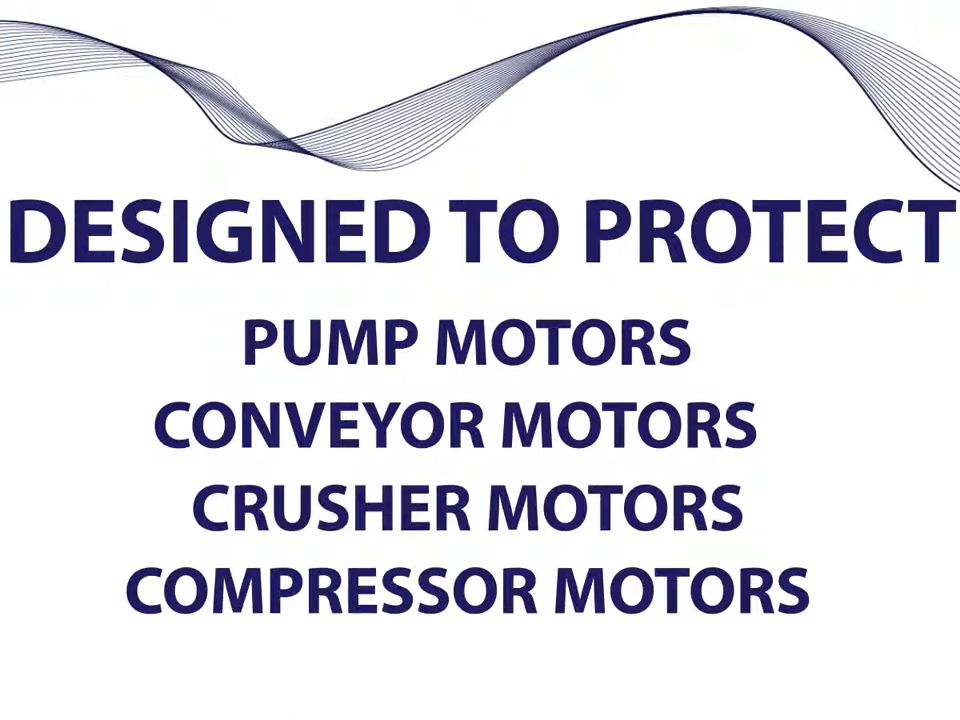 DESIGNED TO PROTECT
PUMP MOTORS
CONVEYOR MOTORS
CRUSHER MOTORS
COMPRESSOR MOTORS